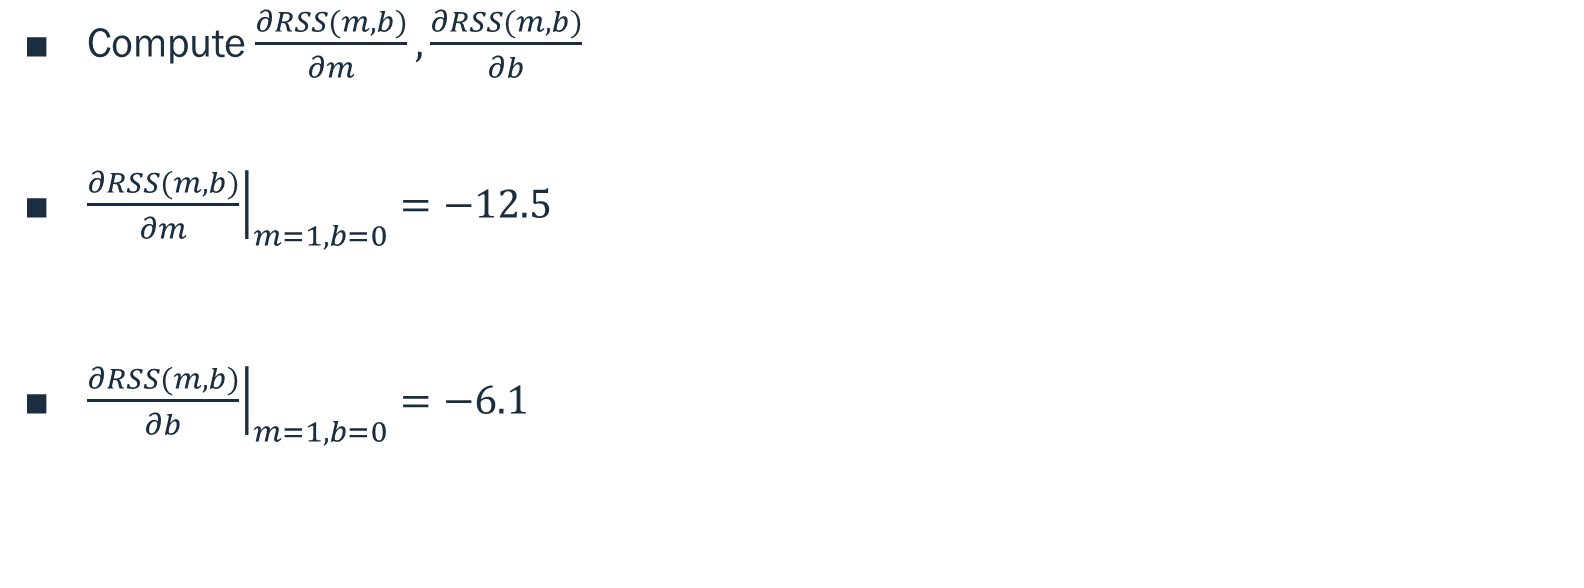 ■ Compute ∂RSS(m,b)/∂m , ∂RSS(m,b)/∂b
■ ∂RSS(m,b)/∂m |m=1,b=0 = −12.5
■ ∂RSS(m,b)/∂b |m=1,b=0 = −6.1